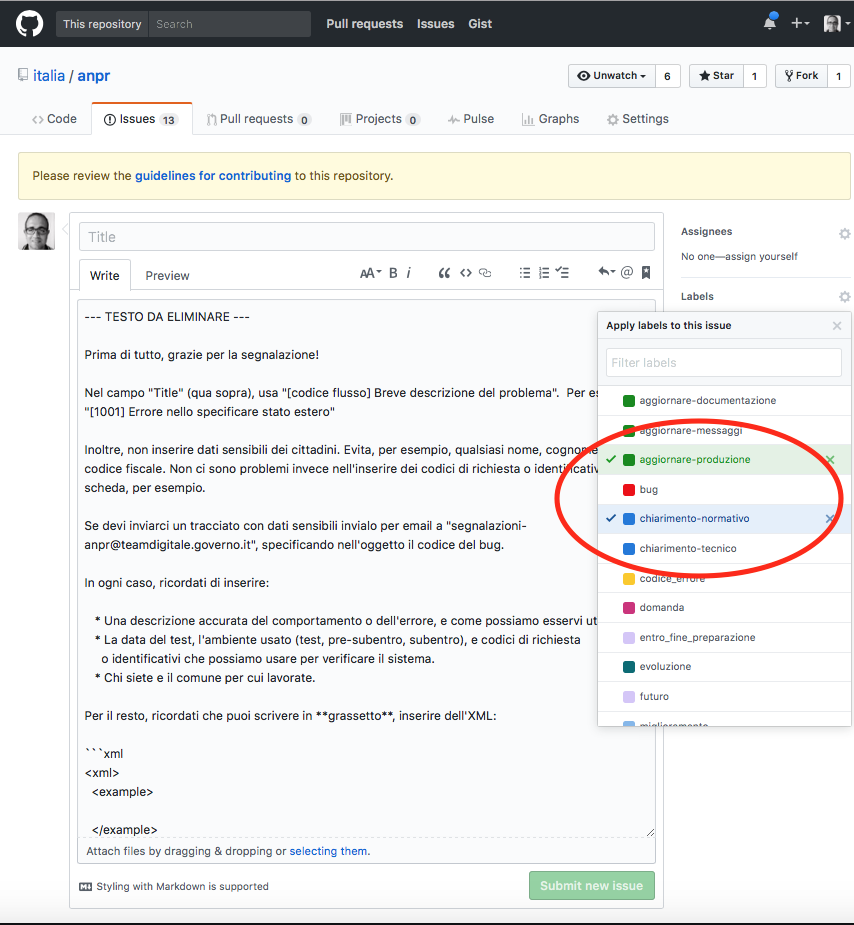 This repository Search Pull requests Issues Gist
italia / anpr
Unwatch 6 Star 1 Fork 1
Code Issues 13 Pull requests 0 Projects 0 Pulse Graphs Settings
Please review the guidelines for contributing to this repository.
Title
Write Preview AA B i
--- TESTO DA ELIMINARE ---
Prima di tutto, grazie per la segnalazione!
Nel campo "Title" (qua sopra), usa "[codice flusso] Breve descrizione del problema". Per es
"[1001] Errore nello specificare stato estero"
Inoltre, non inserire dati sensibili dei cittadini. Evita, per esempio, qualsiasi nome, cognome
codice fiscale. Non ci sono problemi invece nell'inserire dei codici di richiesta o identificativ
scheda, per esempio.
Se devi inviarci un tracciato con dati sensibili invialo per email a "segnalazioni-
anpr@teamdigitale.governo.it", specificando nell'oggetto il codice del bug.
In ogni caso, ricordati di inserire:
* Una descrizione accurata del comportamento o dell'errore, e come possiamo esservi ut
* La data del test, l'ambiente usato (test, pre-subentro, subentro), e codici di richiesta
o identificativi che possiamo usare per verificare il sistema.
* Chi siete e il comune per cui lavorate.
Per il resto, ricordati che puoi scrivere in **grassetto**, inserire dell'XML:
```xml
<xml>
<example>
</example>
Attach files by dragging & dropping or selecting them.
Styling with Markdown is supported
Submit new issue
Assignees
No one—assign yourself
Labels
Apply labels to this issue
Filter labels
aggiornare-documentazione
aggiornare-messaggi
aggiornare-produzione
bug
chiarimento-normativo
chiarimento-tecnico
codice_errore
domanda
entro_fine_preparazione
evoluzione
futuro
miglioramento